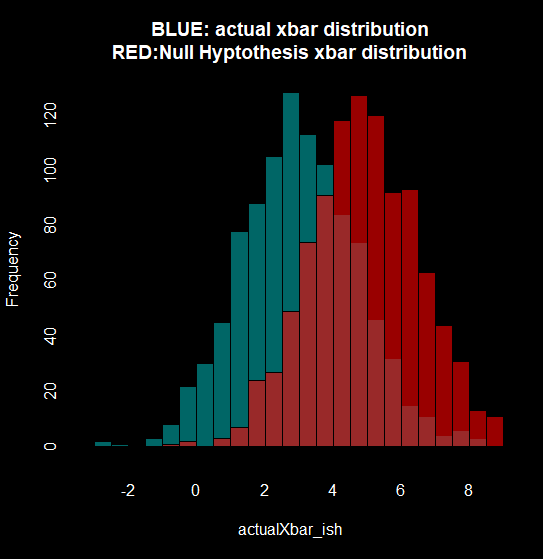 BLUE: actual xbar distribution
RED:Null Hyptothesis xbar distribution
120
100
80
60
40
20
0
Frequency
-2 0 2 4 6 8
actualXbar_ish